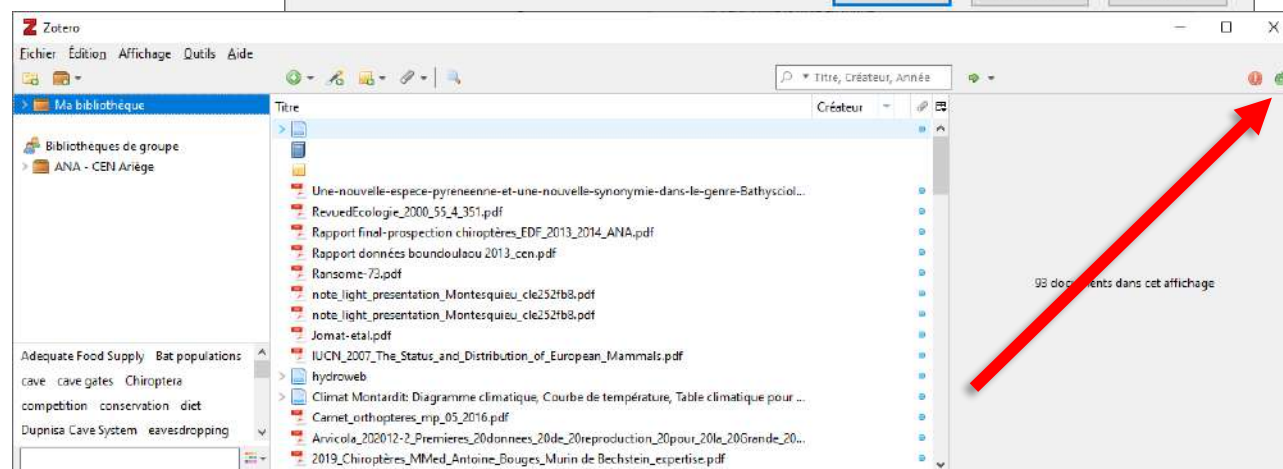 Zotero
Fichier Édition Affichage Outils Aide
Titre, Créateur, Année
Ma bibliothèque
Bibliothèques de groupe
ANA - CEN Ariège
Titre Créateur
Une-nouvelle-espece-pyreneenne-et-une-nouvelle-synonymie-dans-le-genre-Bathysciol...
RevuedEcologie_2000_55_4_351.pdf
Rapport final-prospection chiroptères_EDF_2013_2014_ANA.pdf
Rapport données boundoulaou 2013_cen.pdf
Ransome-73.pdf
note_light_presentation_Montesquieu_cle252fb8.pdf
note_light_presentation_Montesquieu_cle252fb8.pdf
Jomat-etal.pdf
IUCN_2007_The_Status_and_Distribution_of_European_Mammals.pdf
hydroweb
Climat Montardit: Diagramme climatique, Courbe de température, Table climatique pour ...
Carnet_orthopteres_mp_05_2016.pdf
Arvicola_202012-2_Premieres_20donnees_20de_20reproduction_20pour_20la_20Grande_20...
2019_Chiroptères_MMed_Antoine_Bouges_Murin de Bechstein_expertise.pdf
93 documents dans cet affichage
Adequate Food Supply Bat populations
cave cave gates Chiroptera
competition conservation diet
Dupnisa Cave System eavesdropping